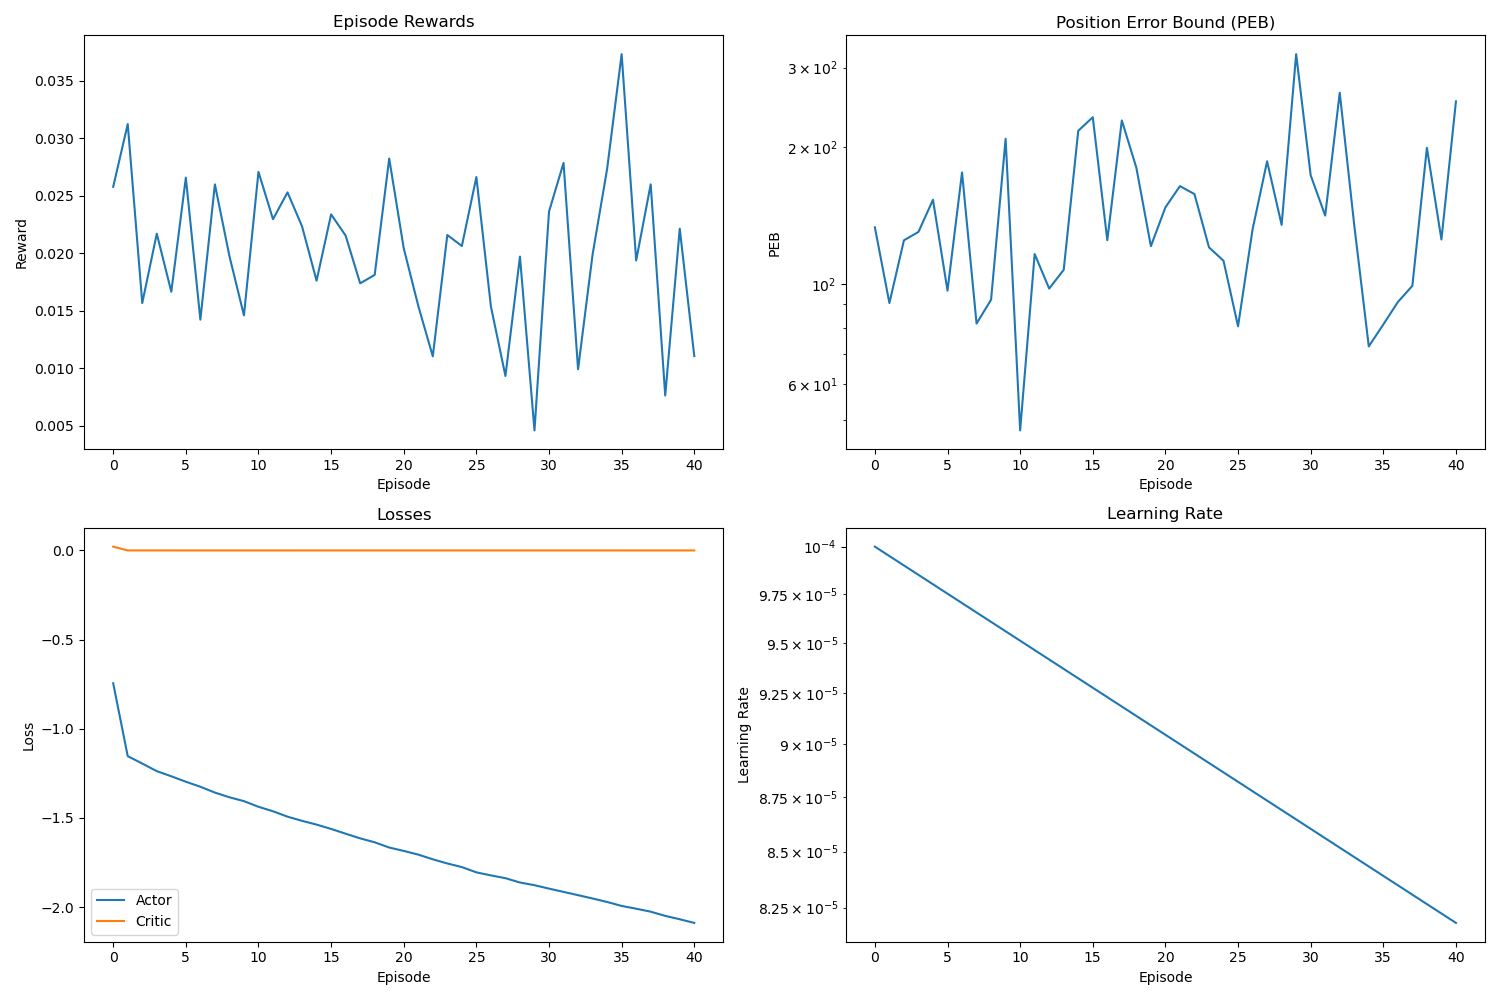 Episode Rewards
Reward
0.035
0.030
0.025
0.020
0.015
0.010
0.005
0 5 10 15 20 25 30 35 40
Episode
Position Error Bound (PEB)
PEB
3 × 10²
2 × 10²
10²
6 × 10¹
0 5 10 15 20 25 30 35 40
Episode
Losses
Loss
0.0
−0.5
−1.0
−1.5
−2.0
Actor
Critic
0 5 10 15 20 25 30 35 40
Episode
Learning Rate
Learning Rate
10⁻⁴
9.75 × 10⁻⁵
9.5 × 10⁻⁵
9.25 × 10⁻⁵
9 × 10⁻⁵
8.75 × 10⁻⁵
8.5 × 10⁻⁵
8.25 × 10⁻⁵
0 5 10 15 20 25 30 35 40
Episode